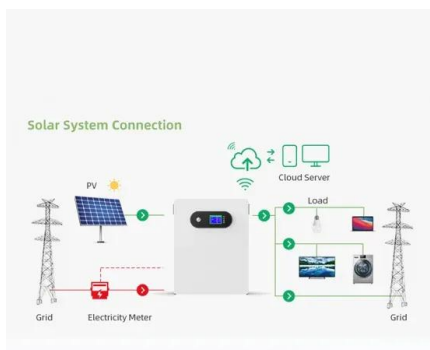 Solar System Connection
Cloud Server
PV
Load
Grid
Electricity Meter
Grid